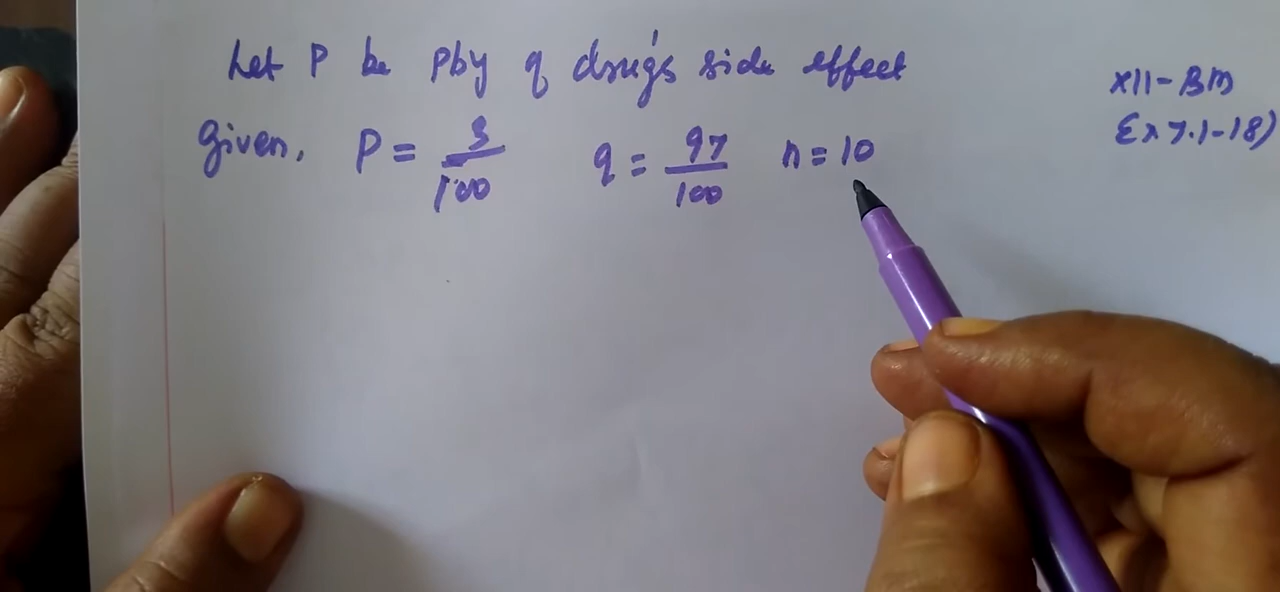 Let P be pby of drug's side effect
given, P = 3/100 q = 97/100 n = 10
XII - BM
Ex 7.1 - 18)